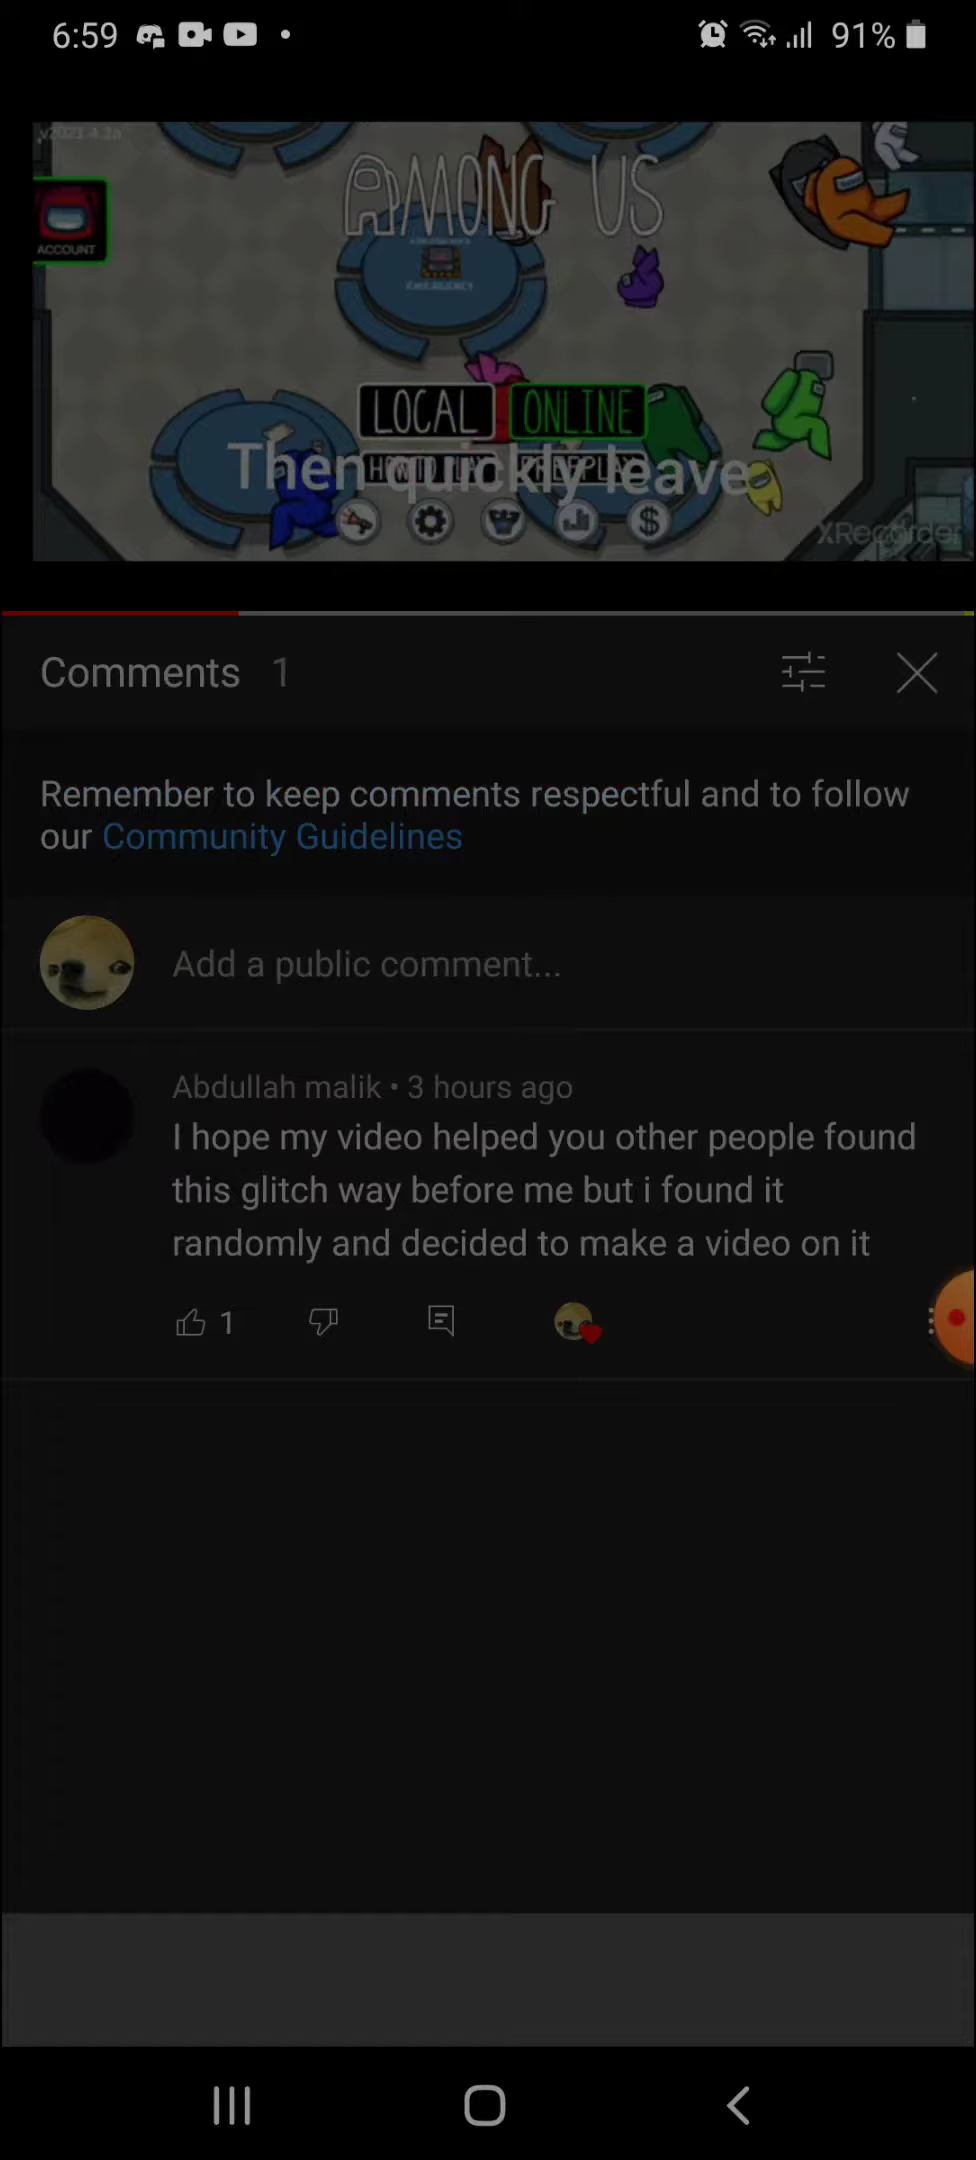 6:59
91%
v2021.4.2a
AMONG US
ACCOUNT
EMERGENCY
LOCAL ONLINE
HOW TO PLAY FREEPLAY
Then quickly leave
XRecorder
Comments 1
Remember to keep comments respectful and to follow
our Community Guidelines
Add a public comment...
Abdullah malik • 3 hours ago
I hope my video helped you other people found
this glitch way before me but i found it
randomly and decided to make a video on it
1